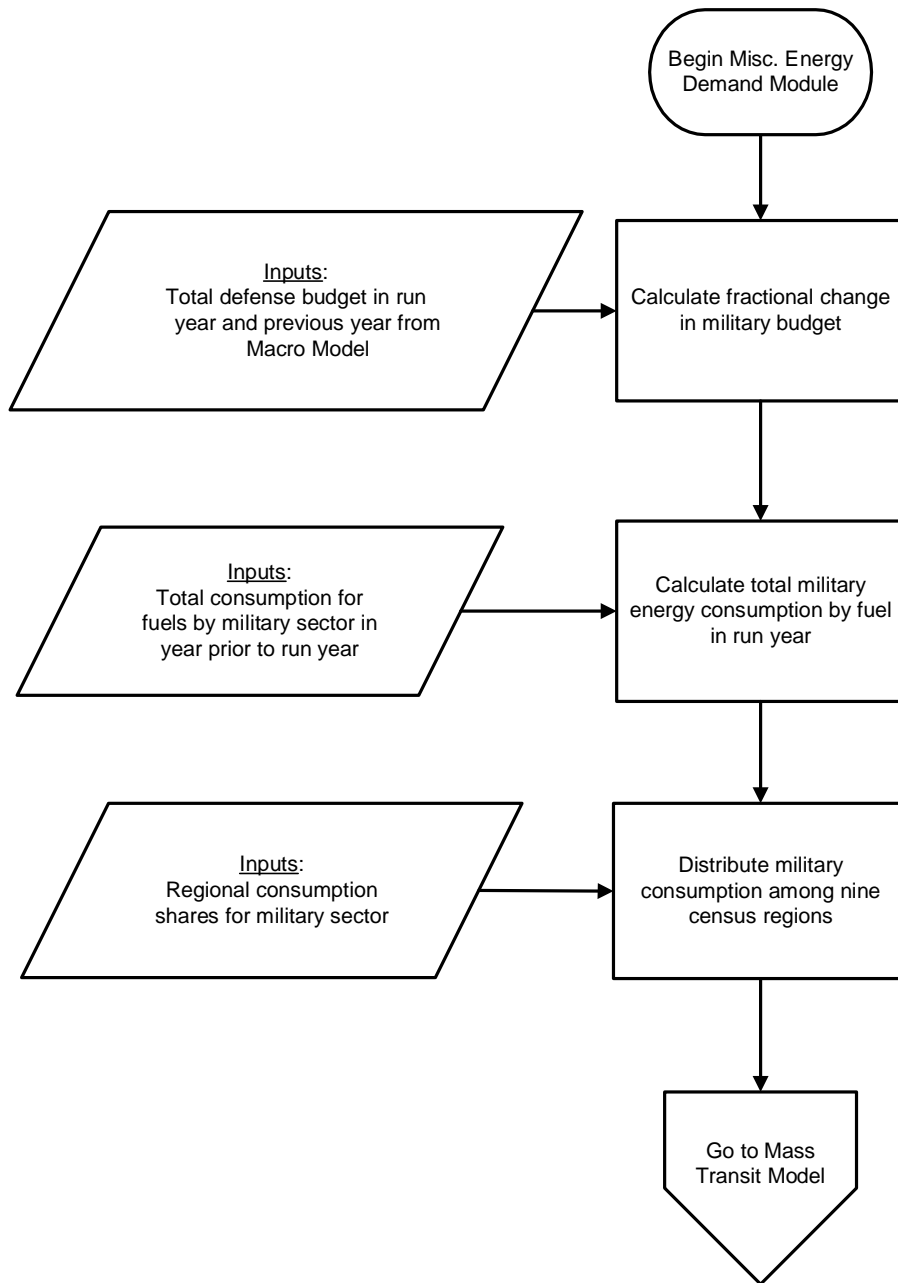 Begin Misc. Energy
Demand Module
Inputs:
Total defense budget in run
year and previous year from
Macro Model
Calculate fractional change
in military budget
Inputs:
Total consumption for
fuels by military sector in
year prior to run year
Calculate total military
energy consumption by fuel
in run year
Inputs:
Regional consumption
shares for military sector
Distribute military
consumption among nine
census regions
Go to Mass
Transit Model